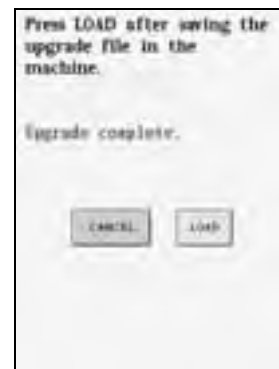 Press LOAD after saving the
upgrade file in the
machine.
Upgrade complete.
CANCEL
LOAD